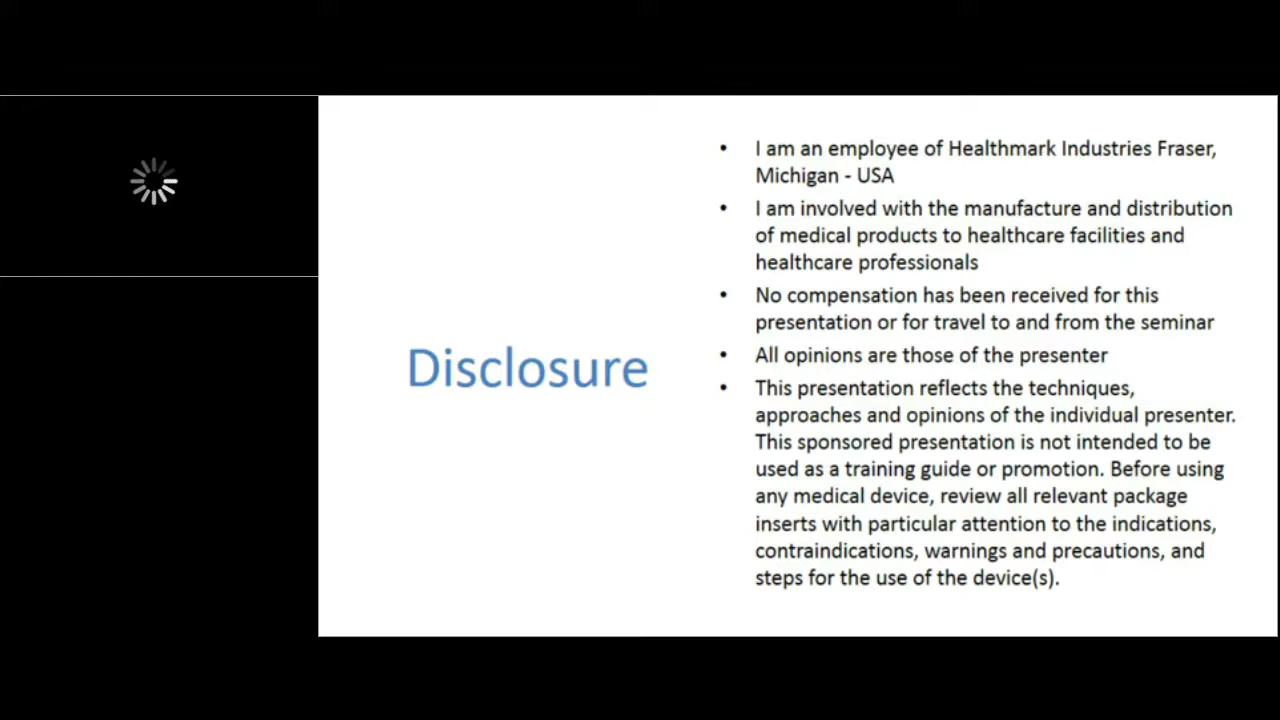 Disclosure
• I am an employee of Healthmark Industries Fraser,
Michigan - USA
• I am involved with the manufacture and distribution
of medical products to healthcare facilities and
healthcare professionals
• No compensation has been received for this
presentation or for travel to and from the seminar
• All opinions are those of the presenter
• This presentation reflects the techniques,
approaches and opinions of the individual presenter.
This sponsored presentation is not intended to be
used as a training guide or promotion. Before using
any medical device, review all relevant package
inserts with particular attention to the indications,
contraindications, warnings and precautions, and
steps for the use of the device(s).